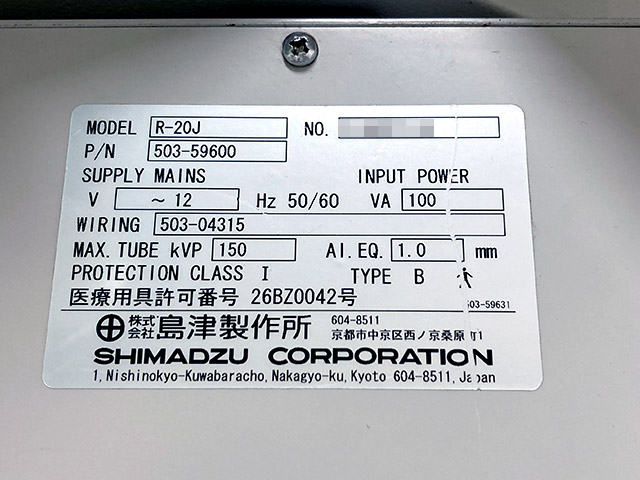 MODEL R-20J NO.
P/N 503-59600
SUPPLY MAINS INPUT POWER
V ~ 12 Hz 50/60 VA 100
WIRING 503-04315
MAX. TUBE kVP 150 AI. EQ. 1.0 mm
PROTECTION CLASS I TYPE B
医療用具許可番号 26BZ0042号 503-59631
株式会社 島津製作所 604-8511
京都市中京区西ノ京桑原町1
SHIMADZU CORPORATION
1, Nishinokyo-Kuwabaracho, Nakagyo-ku, Kyoto 604-8511, Japan